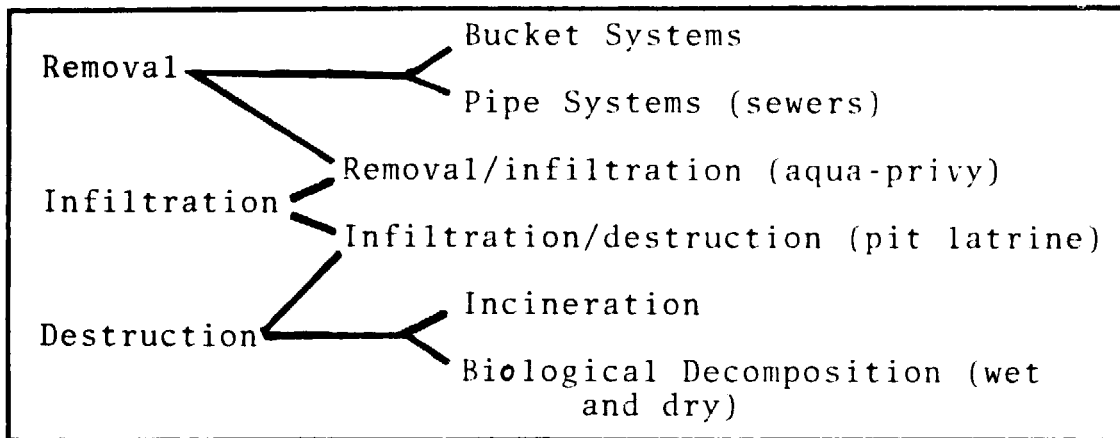 Bucket Systems
Removal
Pipe Systems (sewers)
Removal/infiltration (aqua-privy)
Infiltration
Infiltration/destruction (pit latrine)
Incineration
Destruction
Biological Decomposition (wet
and dry)